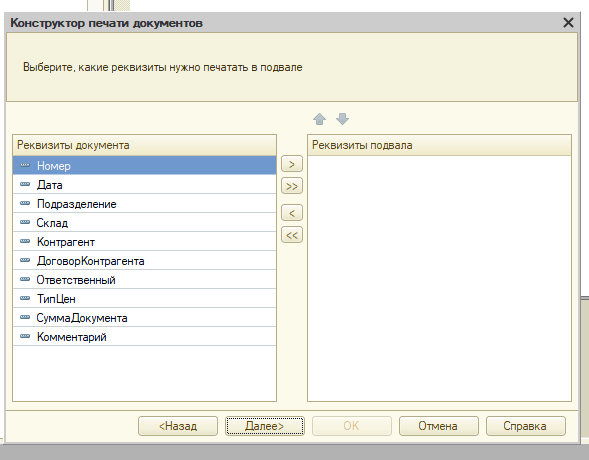 Конструктор печати документов
Выберите, какие реквизиты нужно печатать в подвале
Реквизиты документа
Реквизиты подвала
Номер
Дата
Подразделение
Склад
Контрагент
ДоговорКонтрагента
Ответственный
ТипЦен
СуммаДокумента
Комментарий
>
>>
<
<<
<Назад
Далее>
OK
Отмена
Справка